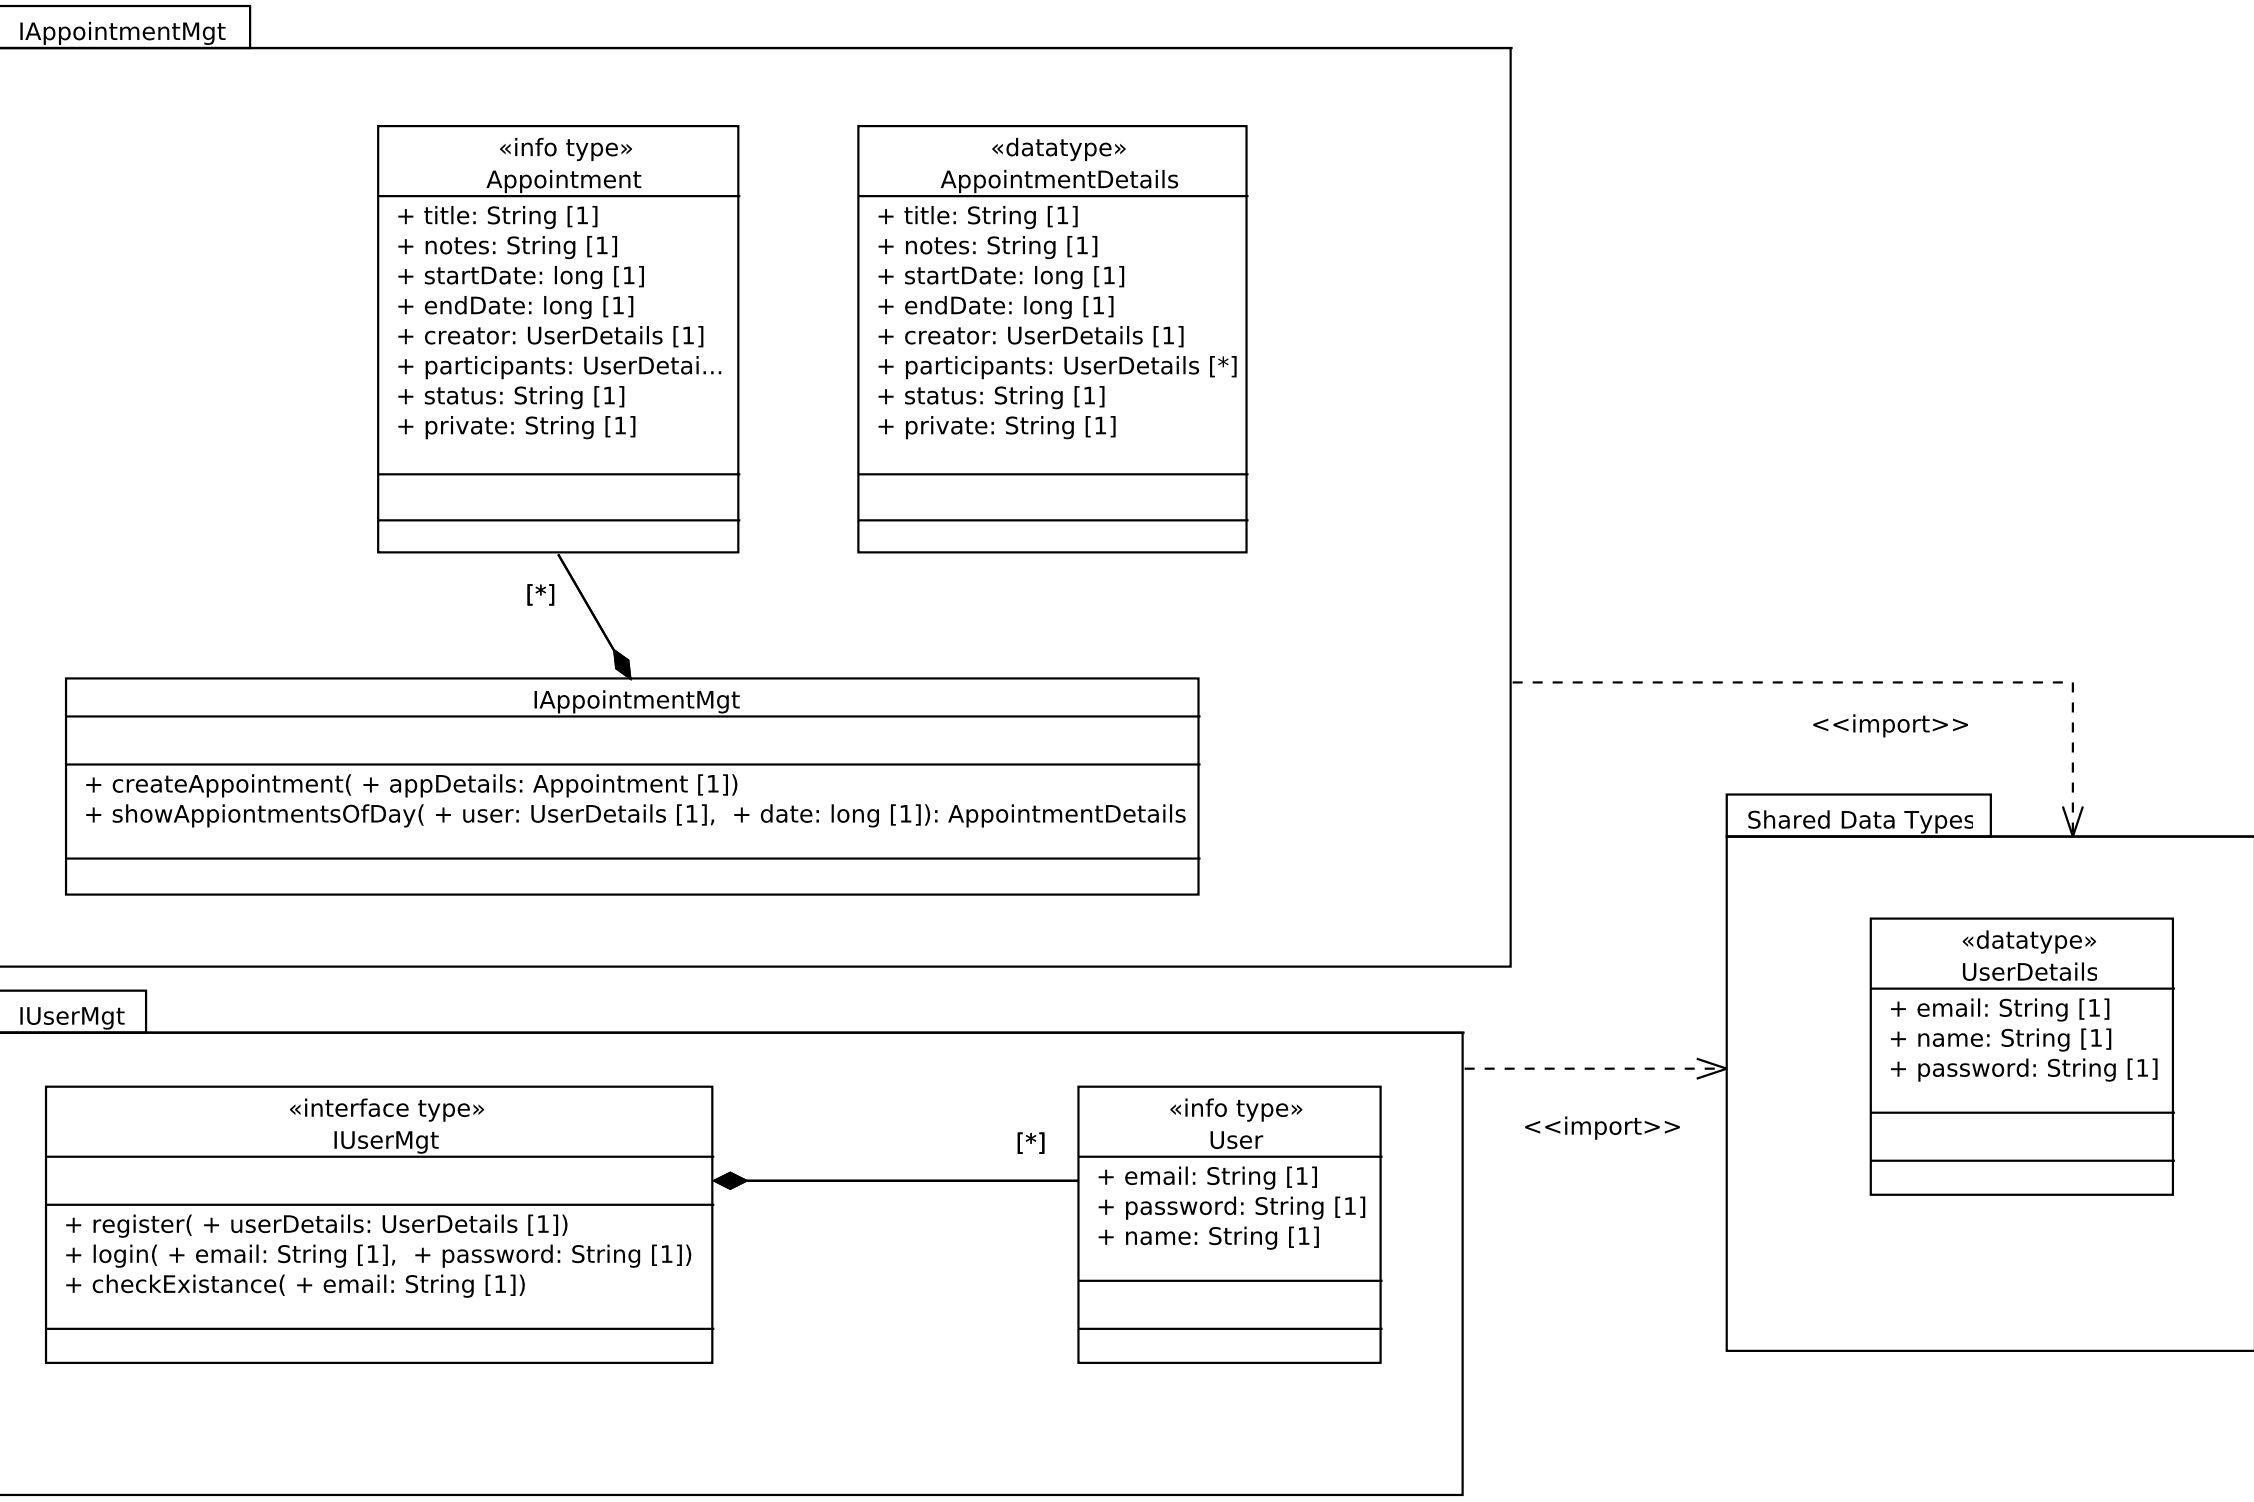 IAppointmentMgt
«info type»
Appointment
+ title: String [1]
+ notes: String [1]
+ startDate: long [1]
+ endDate: long [1]
+ creator: UserDetails [1]
+ participants: UserDetai...
+ status: String [1]
+ private: String [1]
«datatype»
AppointmentDetails
+ title: String [1]
+ notes: String [1]
+ startDate: long [1]
+ endDate: long [1]
+ creator: UserDetails [1]
+ participants: UserDetails [*]
+ status: String [1]
+ private: String [1]
[*]
IAppointmentMgt
+ createAppointment( + appDetails: Appointment [1])
+ showAppiontmentsOfDay( + user: UserDetails [1],  + date: long [1]): AppointmentDetails
<<import>>
Shared Data Types
«datatype»
UserDetails
+ email: String [1]
+ name: String [1]
+ password: String [1]
IUserMgt
«interface type»
IUserMgt
+ register( + userDetails: UserDetails [1])
+ login( + email: String [1],  + password: String [1])
+ checkExistance( + email: String [1])
[*]
«info type»
User
+ email: String [1]
+ password: String [1]
+ name: String [1]
<<import>>